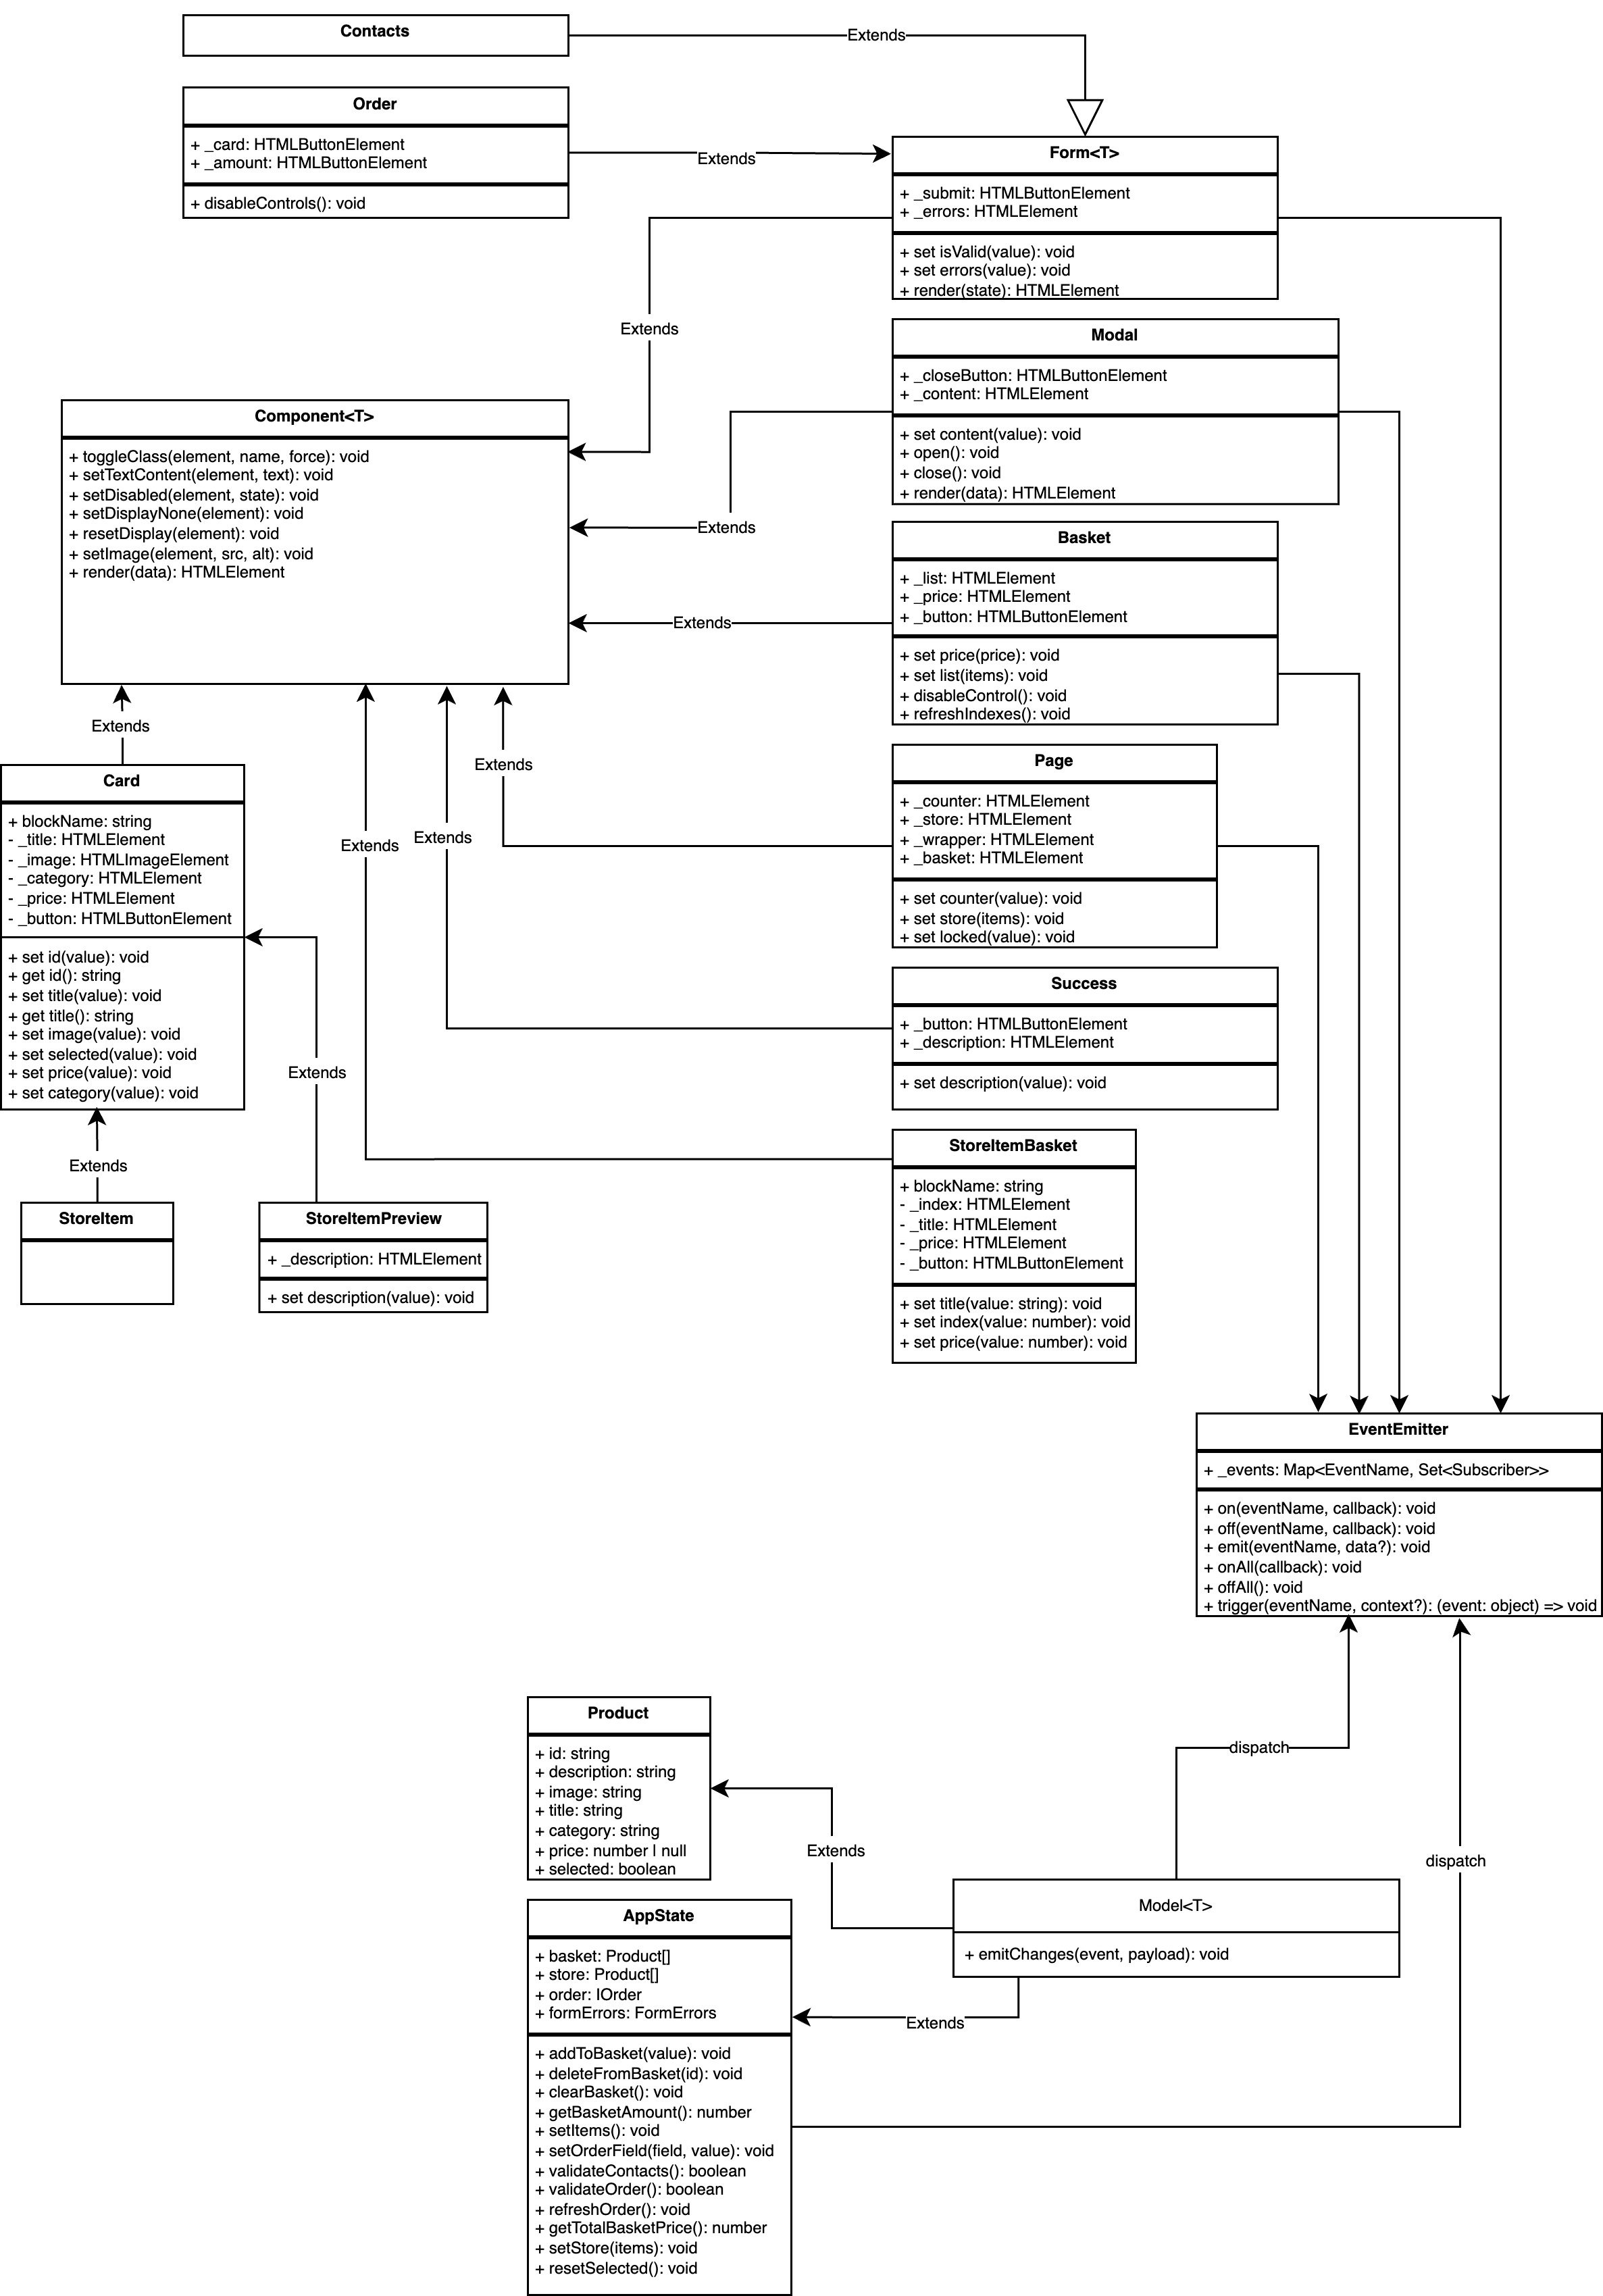 Contacts
Extends
Order
+ _card: HTMLButtonElement
+ _amount: HTMLButtonElement
+ disableControls(): void
Extends
Form<T>
+ _submit: HTMLButtonElement
+ _errors: HTMLElement
+ set isValid(value): void
+ set errors(value): void
+ render(state): HTMLElement
Extends
Modal
+ _closeButton: HTMLButtonElement
+ _content: HTMLElement
+ set content(value): void
+ open(): void
+ close(): void
+ render(data): HTMLElement
Component<T>
+ toggleClass(element, name, force): void
+ setTextContent(element, text): void
+ setDisabled(element, state): void
+ setDisplayNone(element): void
+ resetDisplay(element): void
+ setImage(element, src, alt): void
+ render(data): HTMLElement
Extends
Basket
+ _list: HTMLElement
+ _price: HTMLElement
+ _button: HTMLButtonElement
+ set price(price): void
+ set list(items): void
+ disableControl(): void
+ refreshIndexes(): void
Extends
Extends
Extends
Extends
Extends
Page
+ _counter: HTMLElement
+ _store: HTMLElement
+ _wrapper: HTMLElement
+ _basket: HTMLElement
+ set counter(value): void
+ set store(items): void
+ set locked(value): void
Card
+ blockName: string
- _title: HTMLElement
- _image: HTMLImageElement
- _category: HTMLElement
- _price: HTMLElement
- _button: HTMLButtonElement
+ set id(value): void
+ get id(): string
+ set title(value): void
+ get title(): string
+ set image(value): void
+ set selected(value): void
+ set price(value): void
+ set category(value): void
Extends
Success
+ _button: HTMLButtonElement
+ _description: HTMLElement
+ set description(value): void
Extends
StoreItem
StoreItemPreview
+ _description: HTMLElement
+ set description(value): void
StoreItemBasket
+ blockName: string
- _index: HTMLElement
- _title: HTMLElement
- _price: HTMLElement
- _button: HTMLButtonElement
+ set title(value: string): void
+ set index(value: number): void
+ set price(value: number): void
EventEmitter
+ _events: Map<EventName, Set<Subscriber>>
+ on(eventName, callback): void
+ off(eventName, callback): void
+ emit(eventName, data?): void
+ onAll(callback): void
+ offAll(): void
+ trigger(eventName, context?): (event: object) => void
Product
+ id: string
+ description: string
+ image: string
+ title: string
+ category: string
+ price: number | null
+ selected: boolean
dispatch
Extends
dispatch
Model<T>
+ emitChanges(event, payload): void
Extends
AppState
+ basket: Product[]
+ store: Product[]
+ order: IOrder
+ formErrors: FormErrors
+ addToBasket(value): void
+ deleteFromBasket(id): void
+ clearBasket(): void
+ getBasketAmount(): number
+ setItems(): void
+ setOrderField(field, value): void
+ validateContacts(): boolean
+ validateOrder(): boolean
+ refreshOrder(): void
+ getTotalBasketPrice(): number
+ setStore(items): void
+ resetSelected(): void